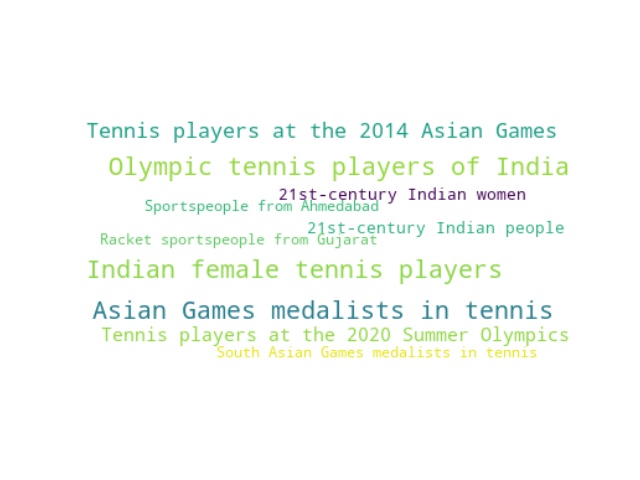 Tennis players at the 2014 Asian Games
Olympic tennis players of India
21st-century Indian women
Sportspeople from Ahmedabad
21st-century Indian people
Racket sportspeople from Gujarat
Indian female tennis players
Asian Games medalists in tennis
Tennis players at the 2020 Summer Olympics
South Asian Games medalists in tennis